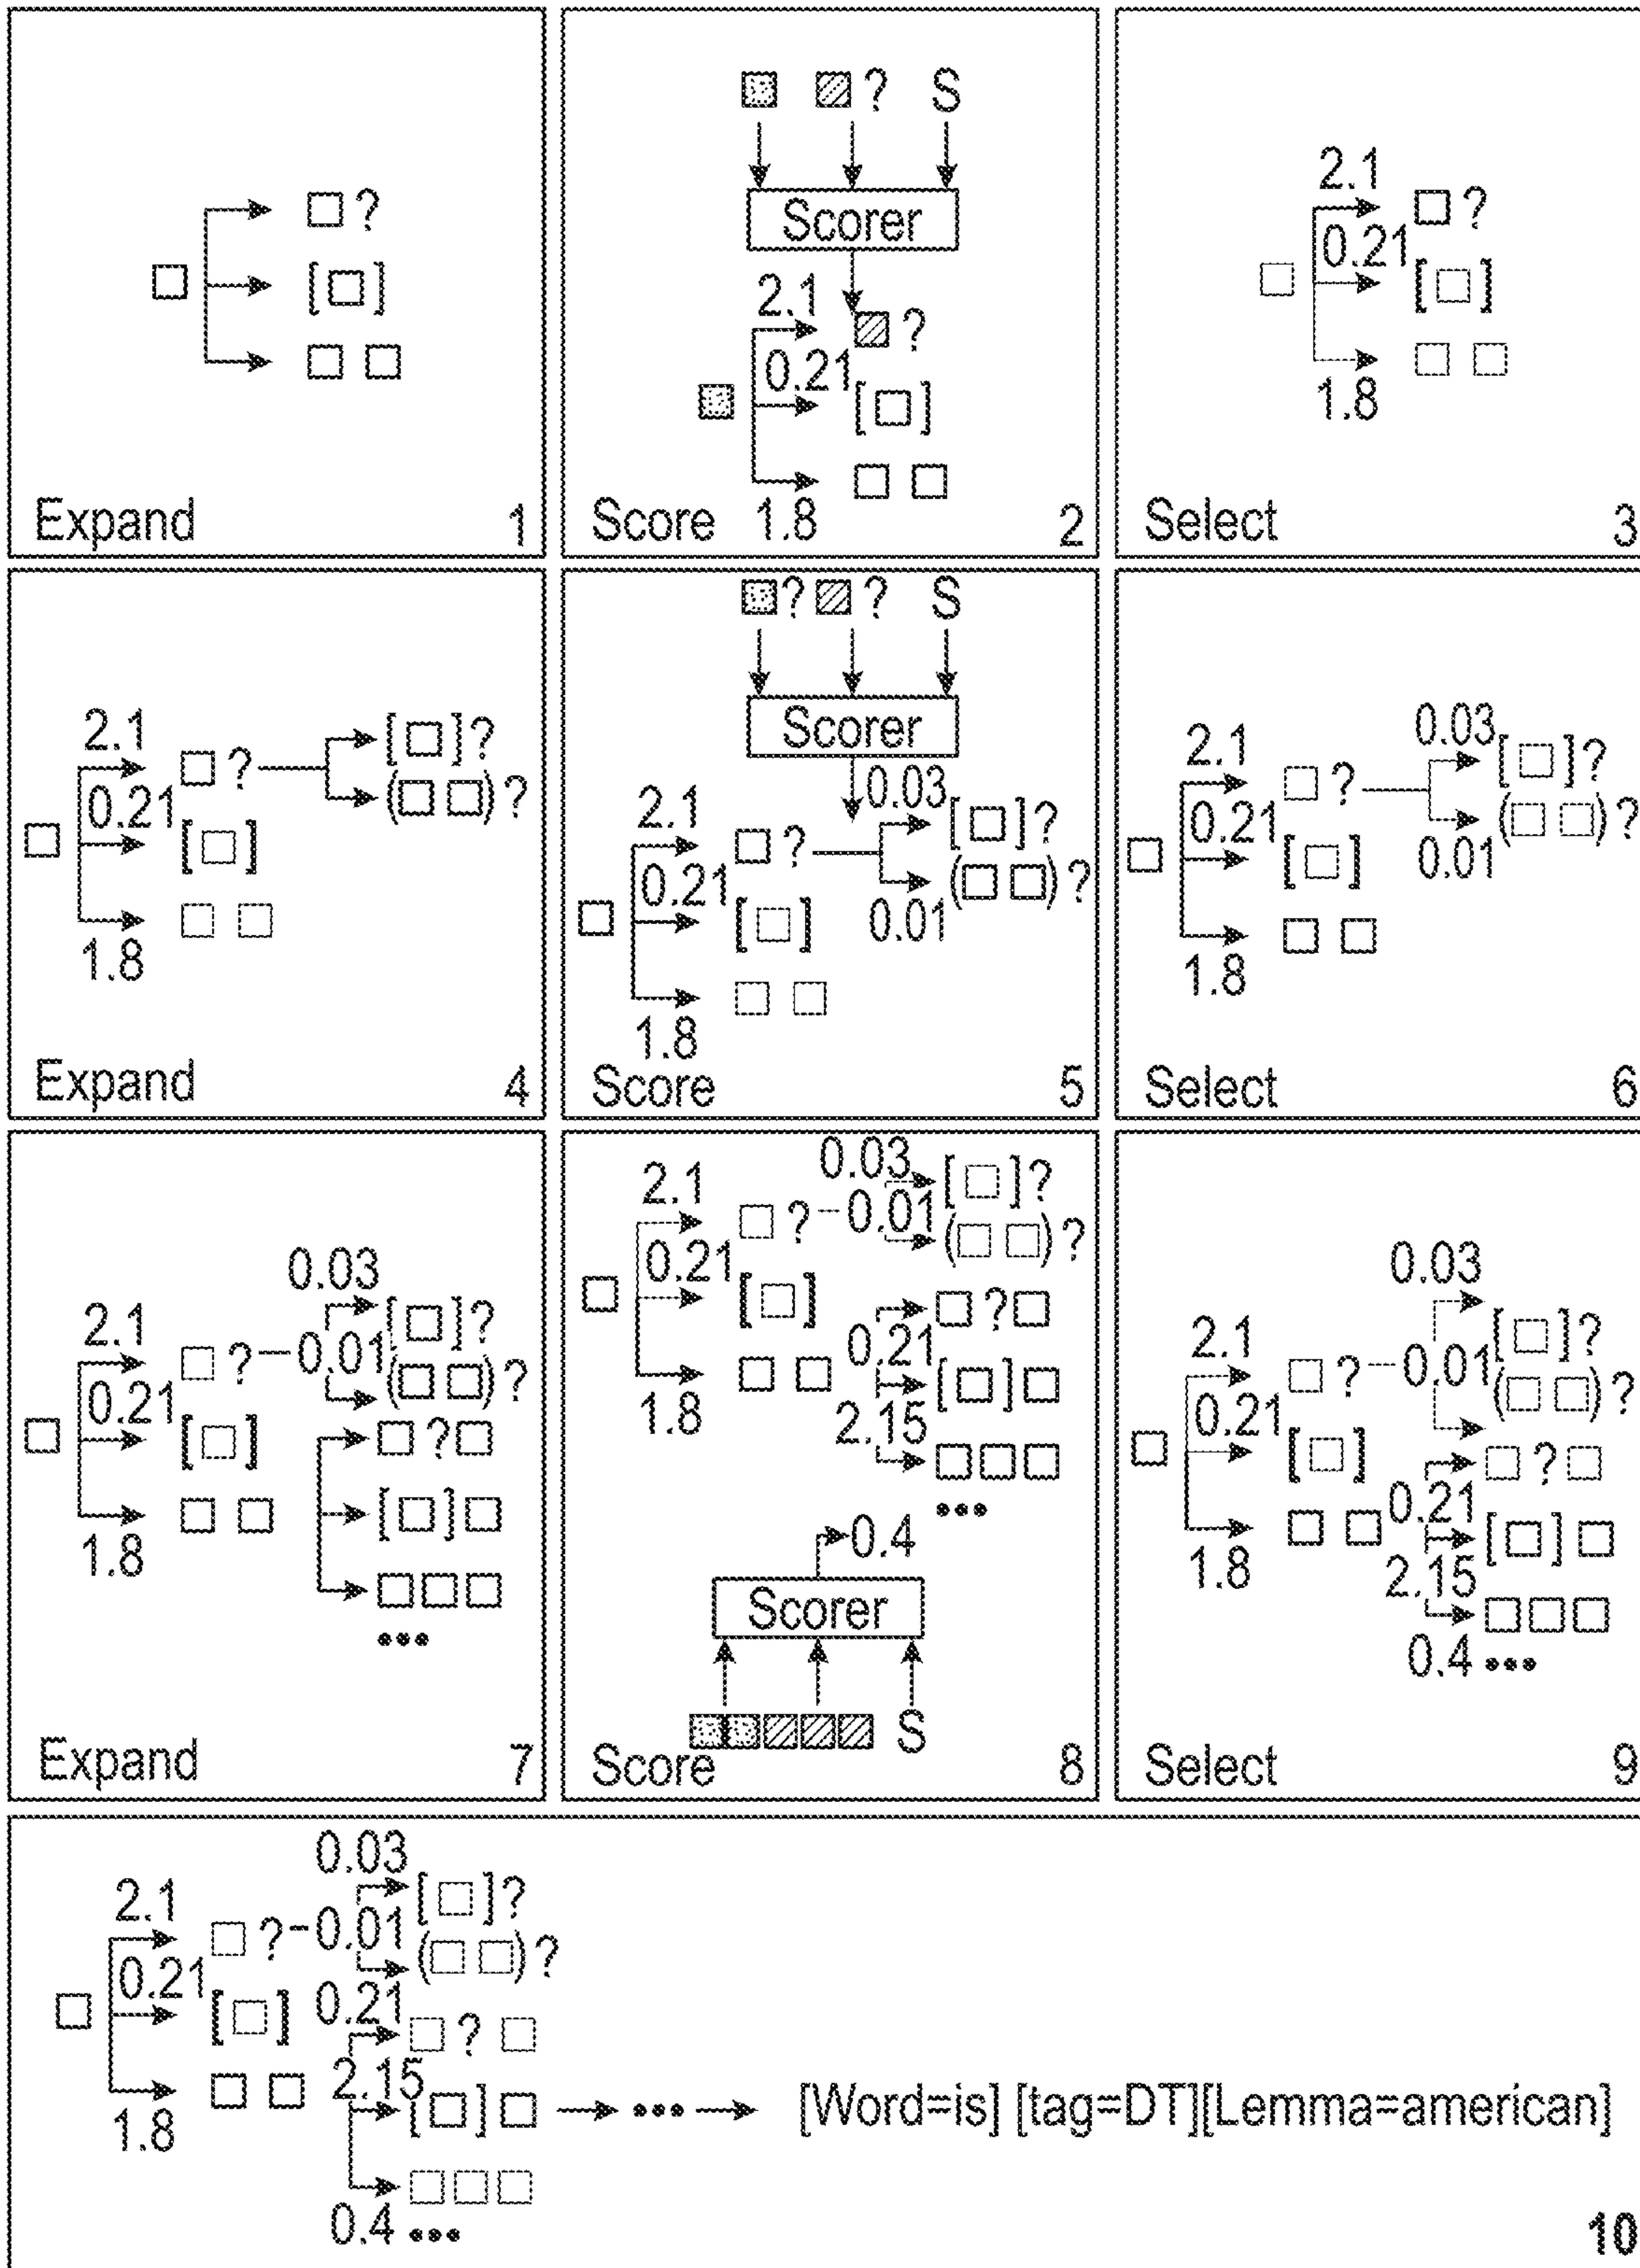 □ ?
□ [ □ ]
□ □
Expand 1
□ □ ? S
Scorer
2.1
□ ?
0.21
□ [ □ ]
□ □
Score 1.8 2
2.1
□ ?
0.21
□ [ □ ]
□ □
1.8
Select 3
2.1 □ ? [ □ ] ?
(□ □) ?
0.21
□ [ □ ]
□ □
1.8
Expand 4
□ ? □ ? S
Scorer
0.03
2.1 □ ? [ □ ] ?
0.21 (□ □) ?
□ [ □ ] 0.01
□ □
1.8
Score 5
0.03
2.1 □ ? [ □ ] ?
0.21 (□ □) ?
□ [ □ ] 0.01
□ □
1.8
Select 6
0.03
2.1 [ □ ] ?
□ ? 0.01 (□ □) ?
0.21 □ ? □
□ [ □ ]
[ □ ] □
□ □
1.8 □ □ □
•••
Expand 7
0.03 [ □ ] ?
2.1 □ ? 0.01 (□ □) ?
0.21
□ [ □ ] □ ? □
0.21
□ □ [ □ ] □
1.8 2.15
□ □ □
•••
0.4
Scorer
□ □ □ □ □ S
Score 8
0.03
2.1 [ □ ] ?
□ ? 0.01 (□ □) ?
0.21
□ [ □ ] □ ? □
0.21
□ □ [ □ ] □
1.8 2.15
□ □ □
0.4 •••
Select 9
0.03
2.1 [ □ ] ?
□ ? 0.01 (□ □) ?
0.21 0.21
□ [ □ ] □ ? □
2.15
□ □ [ □ ] □ ••• [Word=is] [tag=DT][Lemma=american]
1.8
□ □ □
0.4 •••
10